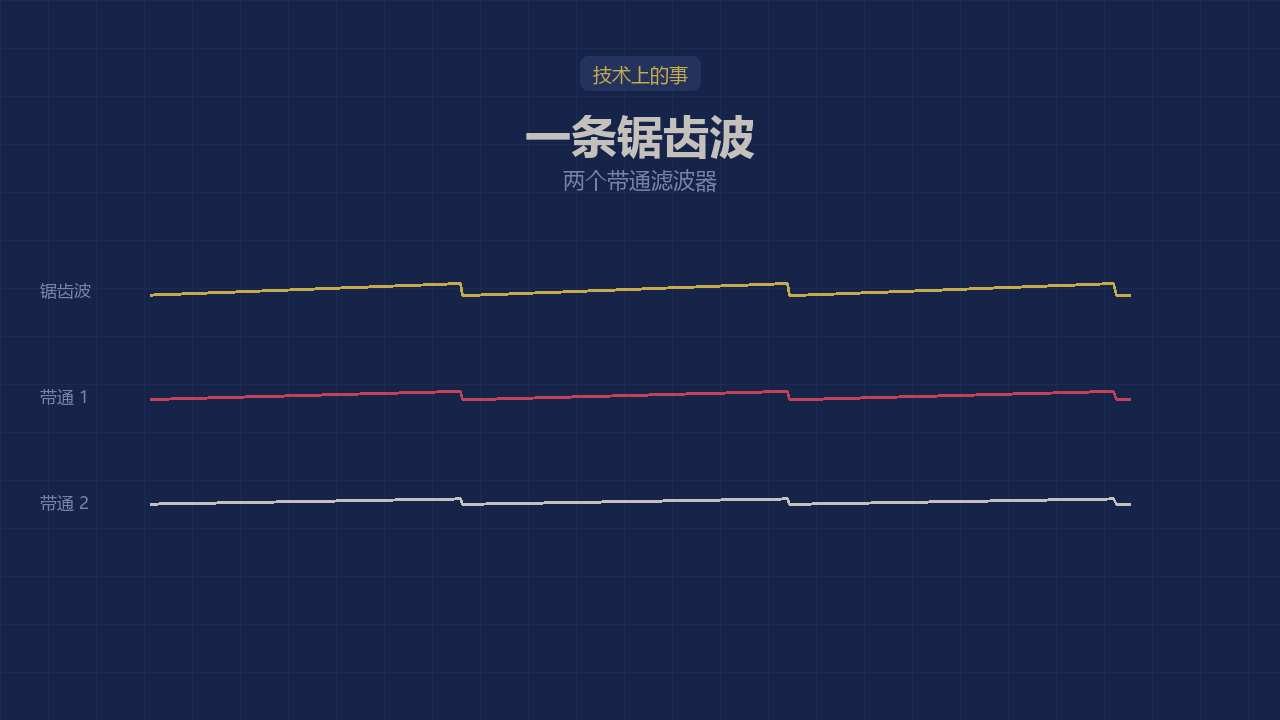 技术上的事
一条锯齿波
两个带通滤波器
锯齿波
带通 1
带通 2